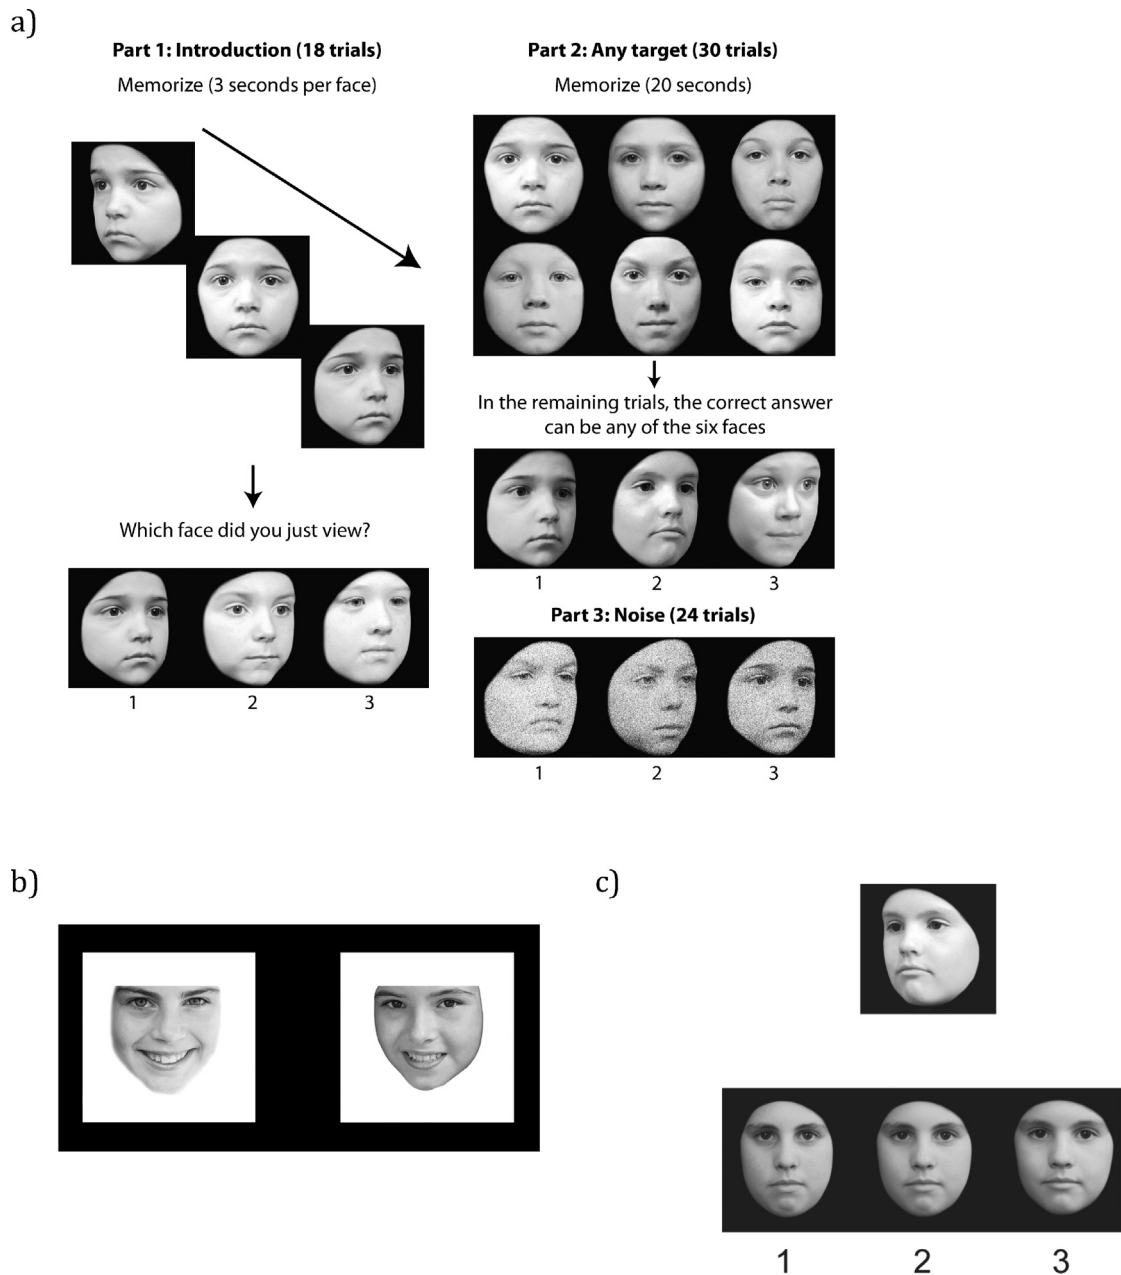 a)
Part 1: Introduction (18 trials)
Memorize (3 seconds per face)
Which face did you just view?
1 2 3
Part 2: Any target (30 trials)
Memorize (20 seconds)
In the remaining trials, the correct answer
can be any of the six faces
1 2 3
Part 3: Noise (24 trials)
1 2 3
b)
c)
1 2 3